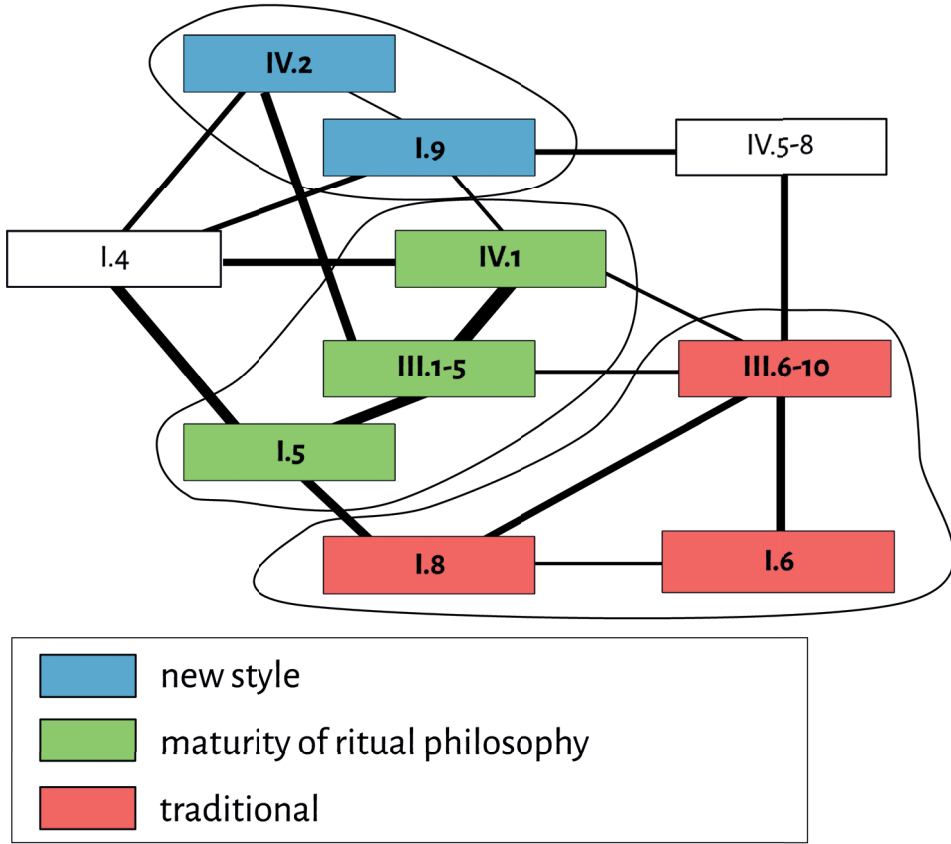 IV.2
I.9
IV.5-8
I.4
IV.1
III.1-5
III.6-10
I.5
I.8
I.6
new style
maturity of ritual philosophy
traditional